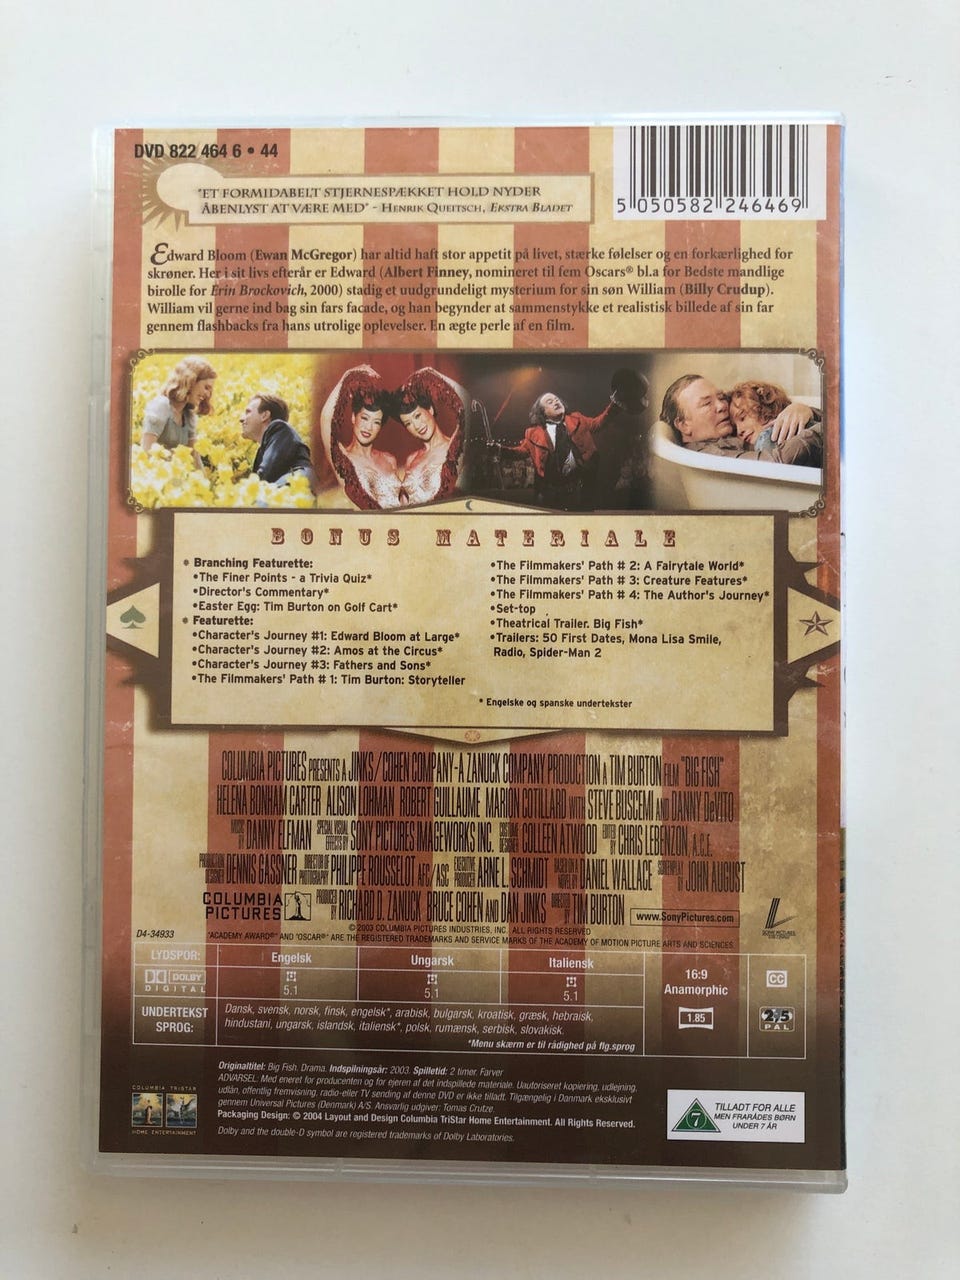 DVD 822 464 6 • 44
"ET FORMIDABELT STJERNESPÆKKET HOLD NYDER
ÅBENLYST AT VÆRE MED" - HENRIK QUEITSCH, EKSTRA BLADET
5 050582 246469
Edward Bloom (Ewan McGregor) har altid haft stor appetit på livet, stærke følelser og en forkærlighed for
skrøner. Her i sit livs efterår er Edward (Albert Finney, nomineret til fem Oscars® bl.a for Bedste mandlige
birolle for Erin Brockovich, 2000) stadig et uudgrundeligt mysterium for sin søn William (Billy Crudup).
William vil gerne ind bag sin fars facade, og han begynder at sammenstykke et realistisk billede af sin far
gennem flashbacks fra hans utrolige oplevelser. En ægte perle af en film.
BONUS MATERIALE
Branching Featurette:
•The Finer Points - a Trivia Quiz*
•Director's Commentary*
•Easter Egg: Tim Burton on Golf Cart*
Featurette:
•Character's Journey #1: Edward Bloom at Large*
•Character's Journey #2: Amos at the Circus*
•Character's Journey #3: Fathers and Sons*
•The Filmmakers' Path # 1: Tim Burton: Storyteller
•The Filmmakers' Path # 2: A Fairytale World*
•The Filmmakers' Path # 3: Creature Features*
•The Filmmakers' Path # 4: The Author's Journey*
•Set-top
•Theatrical Trailer. Big Fish*
•Trailers: 50 First Dates, Mona Lisa Smile,
Radio, Spider-Man 2
* Engelske og spanske undertekster
COLUMBIA PICTURES PRESENTS A JINKS/COHEN COMPANY-A ZANUCK COMPANY PRODUCTION A TIM BURTON FILM "BIG FISH"
HELENA BONHAM CARTER ALISON LOHMAN ROBERT GUILLAUME MARION COTILLARD WITH STEVE BUSCEMI AND DANNY DeVITO
MUSIC BY DANNY ELFMAN SPECIAL VISUAL EFFECTS BY SONY PICTURES IMAGEWORKS INC. COSTUME DESIGNER COLLEEN ATWOOD EDITED BY CHRIS LEBENZON, A.C.E.
PRODUCTION DESIGNER DENNIS GASSNER DIRECTOR OF PHOTOGRAPHY PHILIPPE ROUSSELOT AFC/ASC EXECUTIVE PRODUCER ARNE L. SCHMIDT BASED ON A NOVEL BY DANIEL WALLACE SCREENPLAY BY JOHN AUGUST
COLUMBIA PICTURES PRODUCED BY RICHARD D. ZANUCK BRUCE COHEN AND DAN JINKS DIRECTED BY TIM BURTON www.SonyPictures.com
© 2003 COLUMBIA PICTURES INDUSTRIES, INC. ALL RIGHTS RESERVED
D4-34933
"ACADEMY AWARD®" AND "OSCAR®" ARE THE REGISTERED TRADEMARKS AND SERVICE MARKS OF THE ACADEMY OF MOTION PICTURE ARTS AND SCIENCES
LYDSPOR: Engelsk Ungarsk Italiensk
DOLBY
DIGITAL
5.1 5.1 5.1
16:9
Anamorphic
CC
UNDERTEKST
SPROG:
Dansk, svensk, norsk, finsk, engelsk*, arabisk, bulgarsk, kroatisk, græsk, hebraisk,
hindustani, ungarsk, islandsk, italiensk*, polsk, rumænsk, serbisk, slovakisk.
*Menu skærm er til rådighed på flg.sprog
1.85
2,5
PAL
COLUMBIA TRISTAR
HOME ENTERTAINMENT
Originaltitel: Big Fish. Drama. Indspilningsår: 2003. Spilletid: 2 timer. Farver
ADVARSEL: Med eneret for producenten og for ejeren af det indspillede materiale. Uautoriseret kopiering, udlejning,
udlån, offentlig fremvisning, radio-eller TV sending af denne DVD er ikke tilladt. Tilgængelig i Danmark eksklusivt
gennem Universal Pictures (Denmark) A/S. Ansvarlig udgiver: Tomas Crutze.
Packaging Design: © 2004 Layout and Design Columbia TriStar Home Entertainment. All Rights Reserved.
Dolby and the double-D symbol are registered trademarks of Dolby Laboratories.
7
TILLADT FOR ALLE
MEN FRARÅDES BØRN
UNDER 7 ÅR